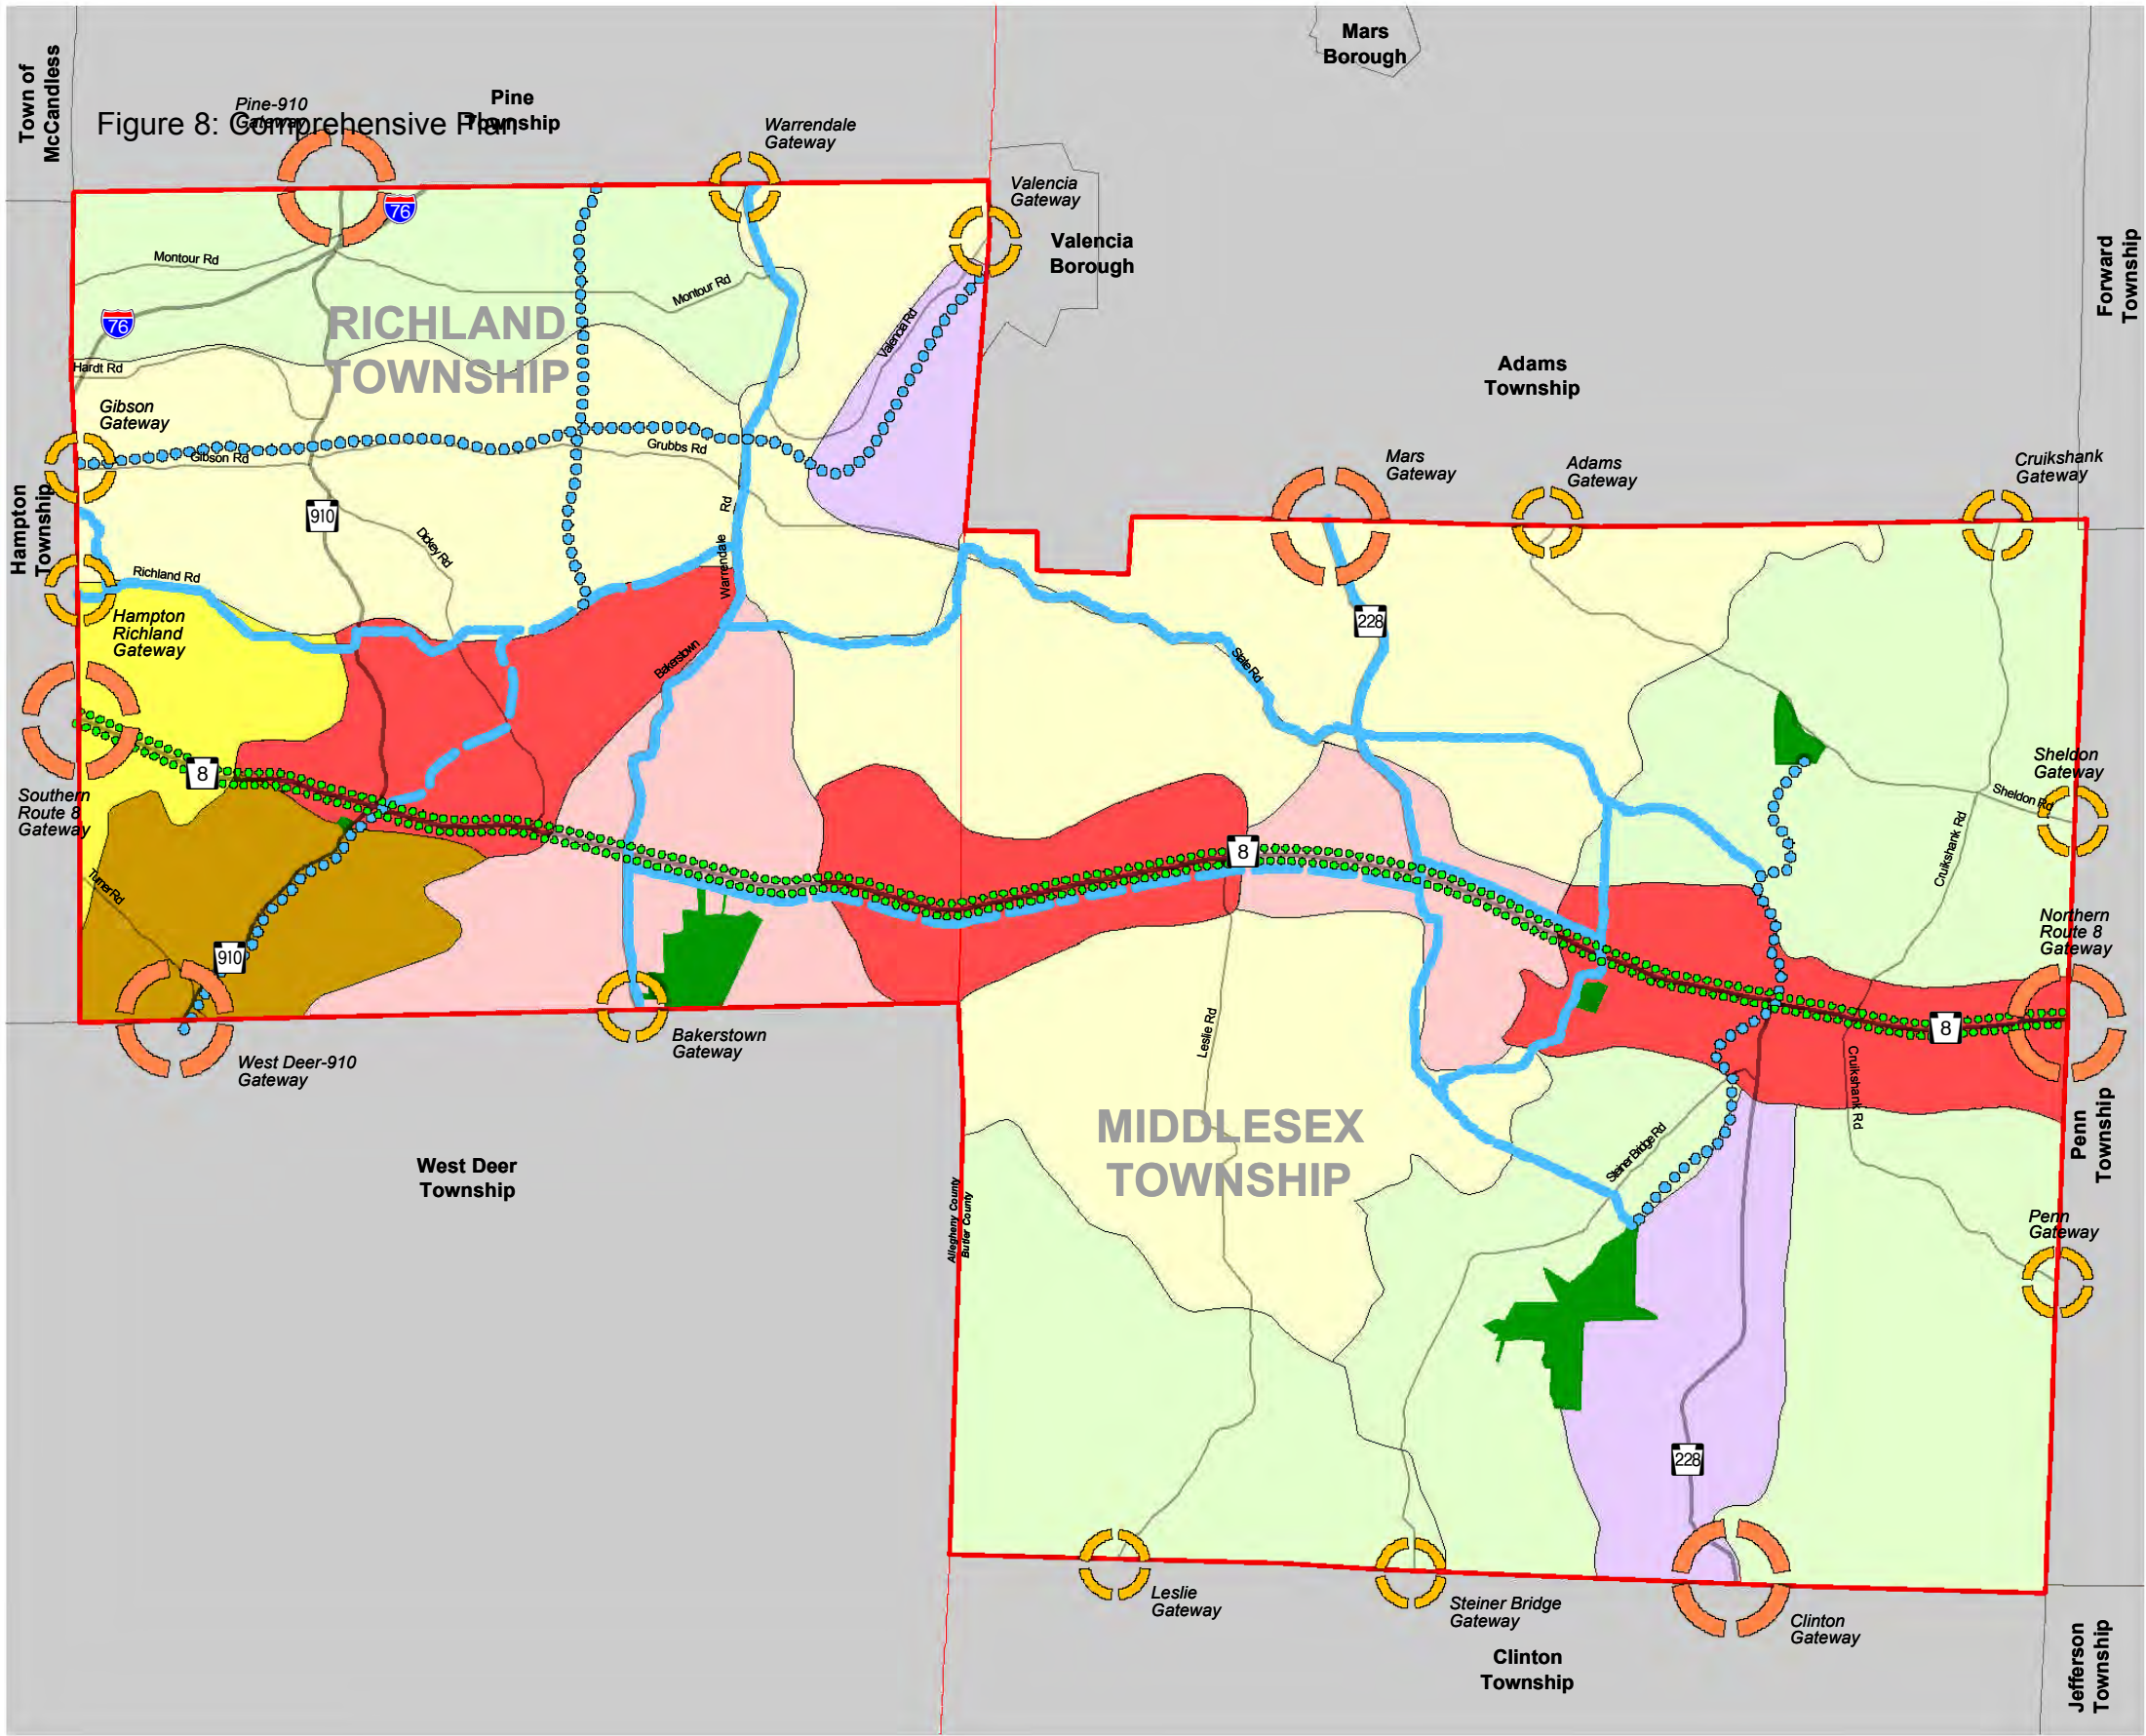 Mars
Borough
Town of
McCandless
Pine-910
Gateway
Pine
Township
Figure 8: Comprehensive Plan
Warrendale
Gateway
Valencia
Gateway
Valencia
Borough
Forward
Township
76
Montour Rd
Montour Rd
76
RICHLAND
TOWNSHIP
Valencia Rd
Hardt Rd
Adams
Township
Gibson
Gateway
Gibson Rd
Grubbs Rd
Mars
Gateway
Adams
Gateway
Cruikshank
Gateway
Hampton
Township
910
Dickey Rd
Warrendale Rd
Richland Rd
Hampton
Richland
Gateway
228
State Rd
Bakerstown
8
Southern
Route 8
Gateway
Sheldon
Gateway
Sheldon Rd
Cruikshank Rd
8
Turner Rd
910
Northern
Route 8
Gateway
8
Leslie Rd
Bakerstown
Gateway
West Deer-910
Gateway
Cruikshank Rd
MIDDLESEX
TOWNSHIP
Steiner Bridge Rd
Penn
Township
West Deer
Township
Allegheny County
Butler County
Penn
Gateway
228
Leslie
Gateway
Steiner Bridge
Gateway
Clinton
Gateway
Clinton
Township
Jefferson
Township